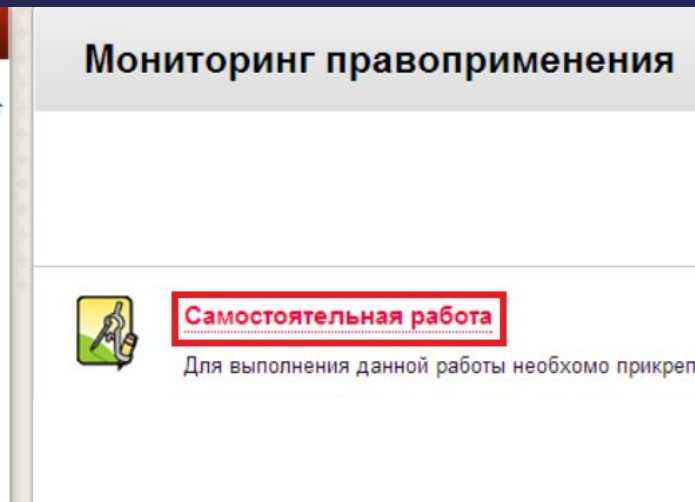 Мониторинг правоприменения
Самостоятельная работа
Для выполнения данной работы необхомо прикреп